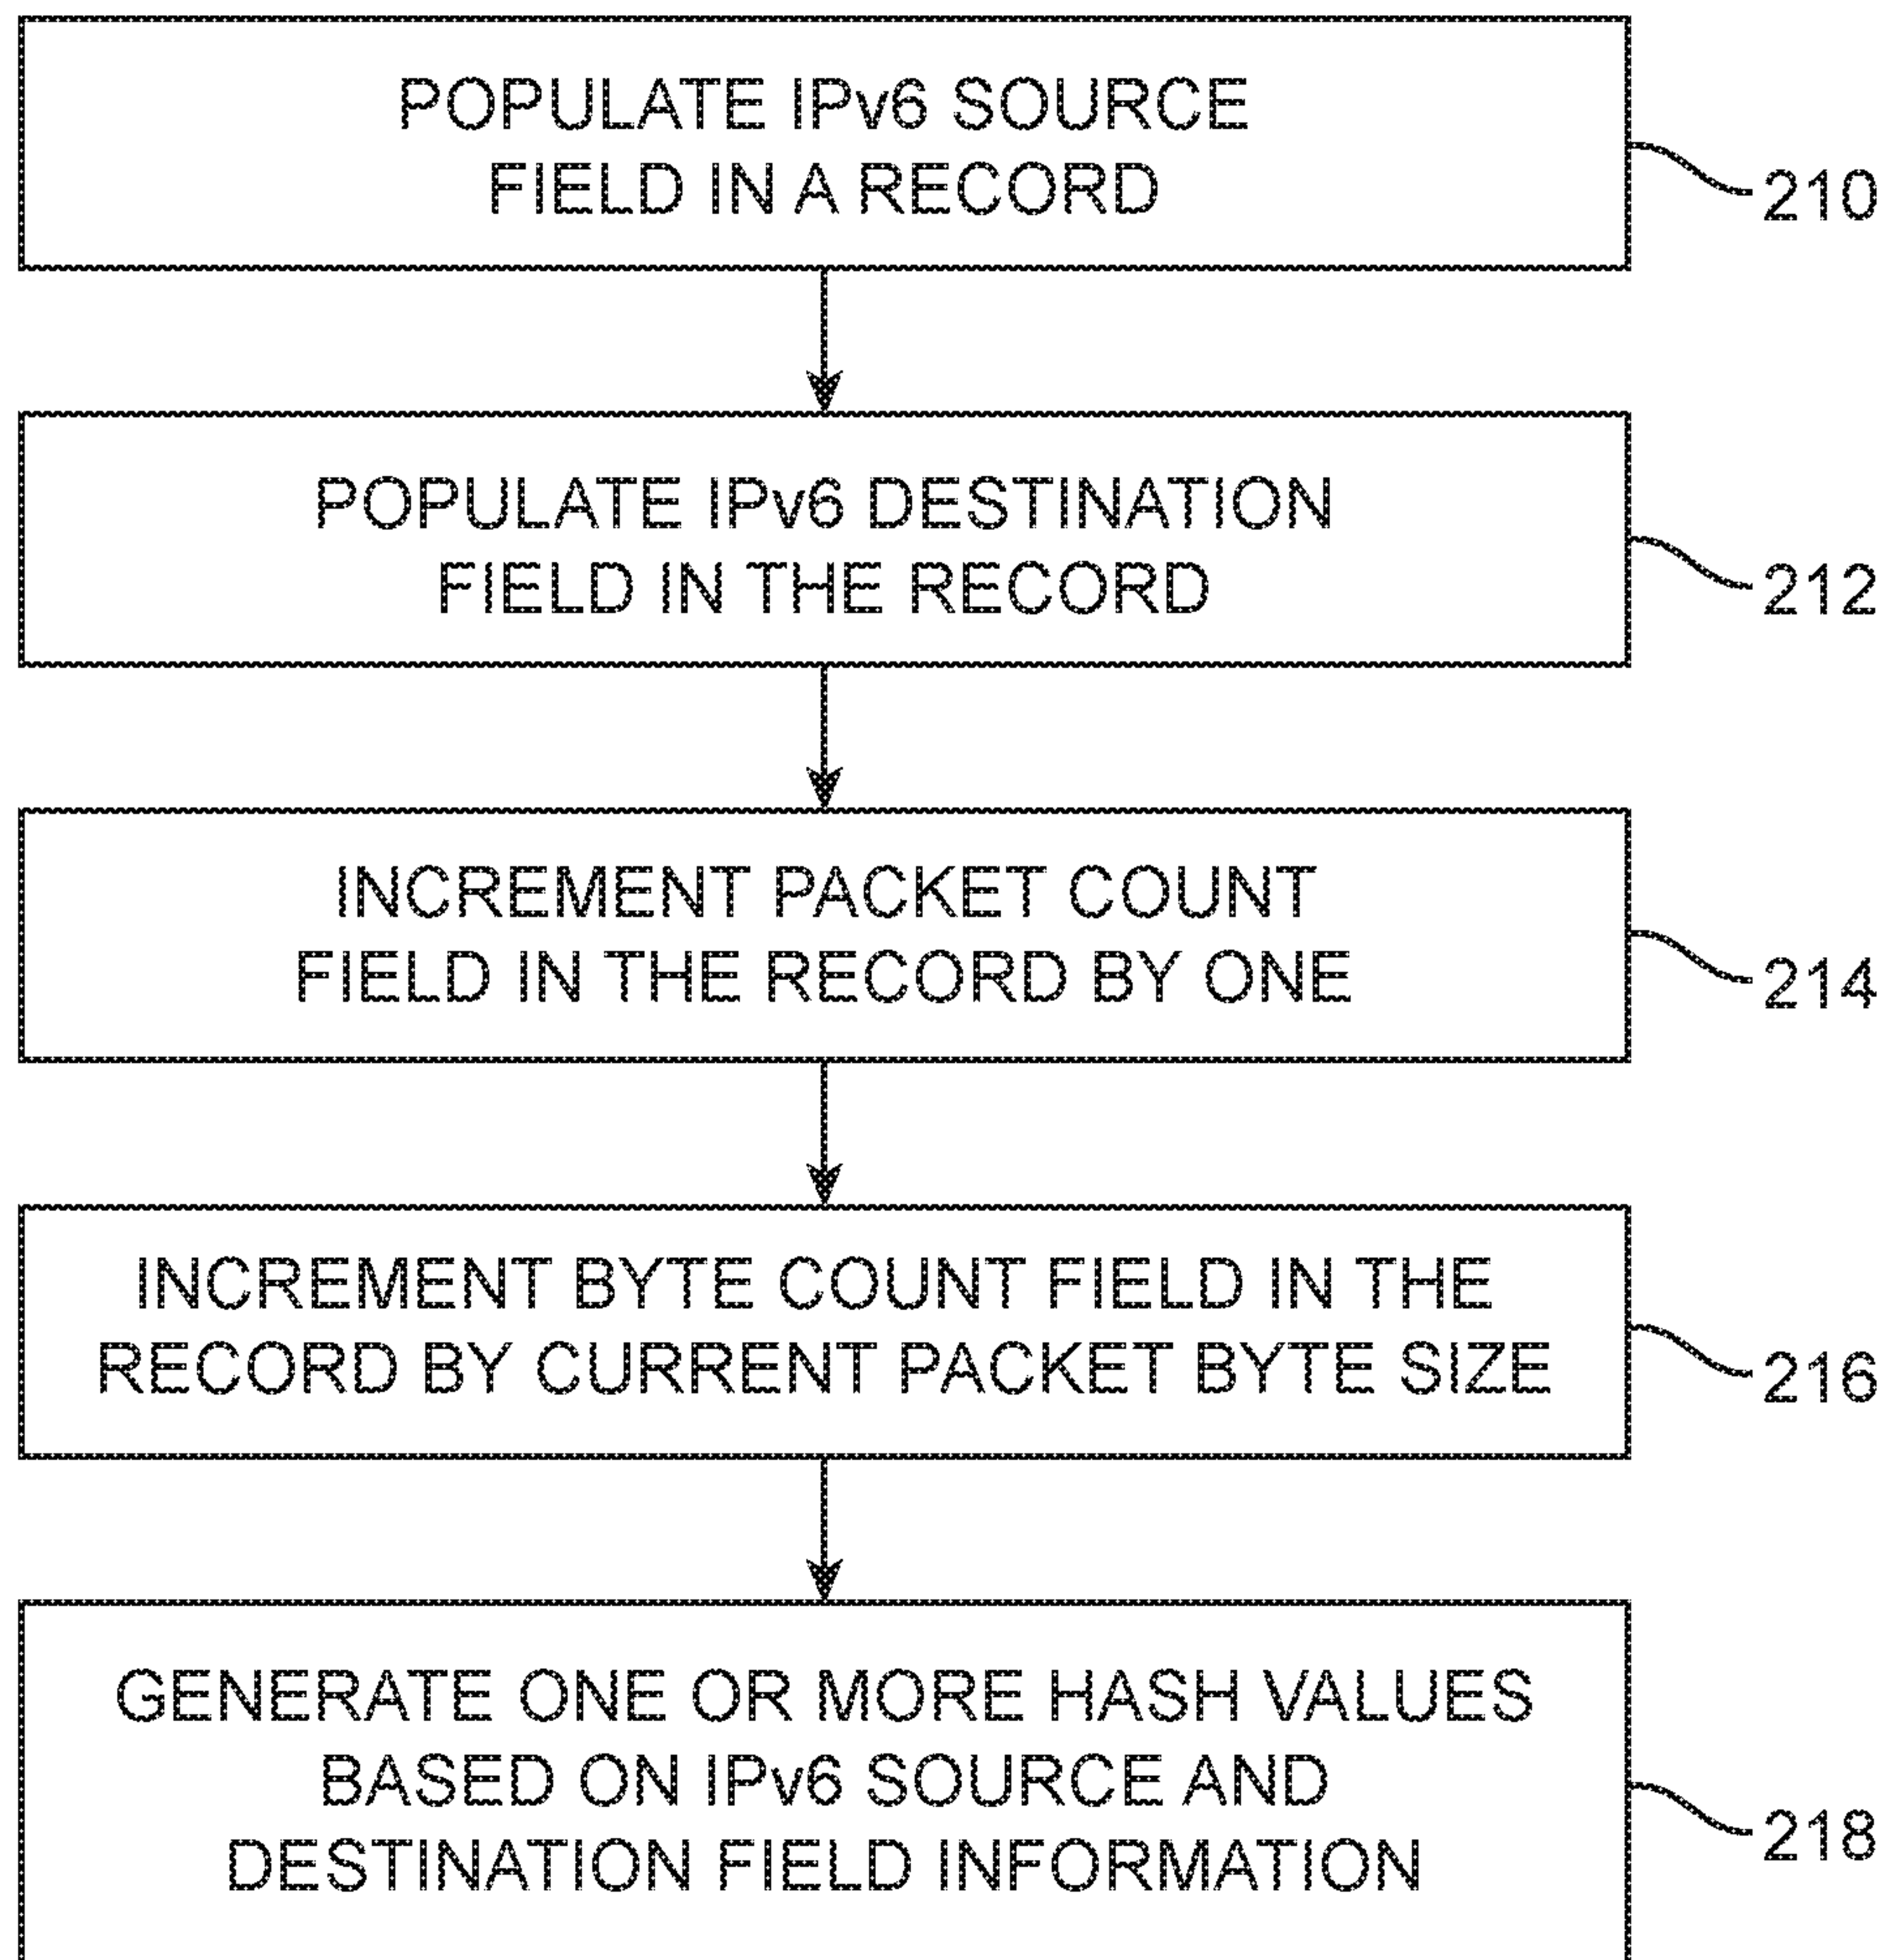 POPULATE IPv6 SOURCE
FIELD IN A RECORD
210
POPULATE IPv6 DESTINATION
FIELD IN THE RECORD
212
INCREMENT PACKET COUNT
FIELD IN THE RECORD BY ONE
214
INCREMENT BYTE COUNT FIELD IN THE
RECORD BY CURRENT PACKET BYTE SIZE
216
GENERATE ONE OR MORE HASH VALUES
BASED ON IPv6 SOURCE AND
DESTINATION FIELD INFORMATION
218